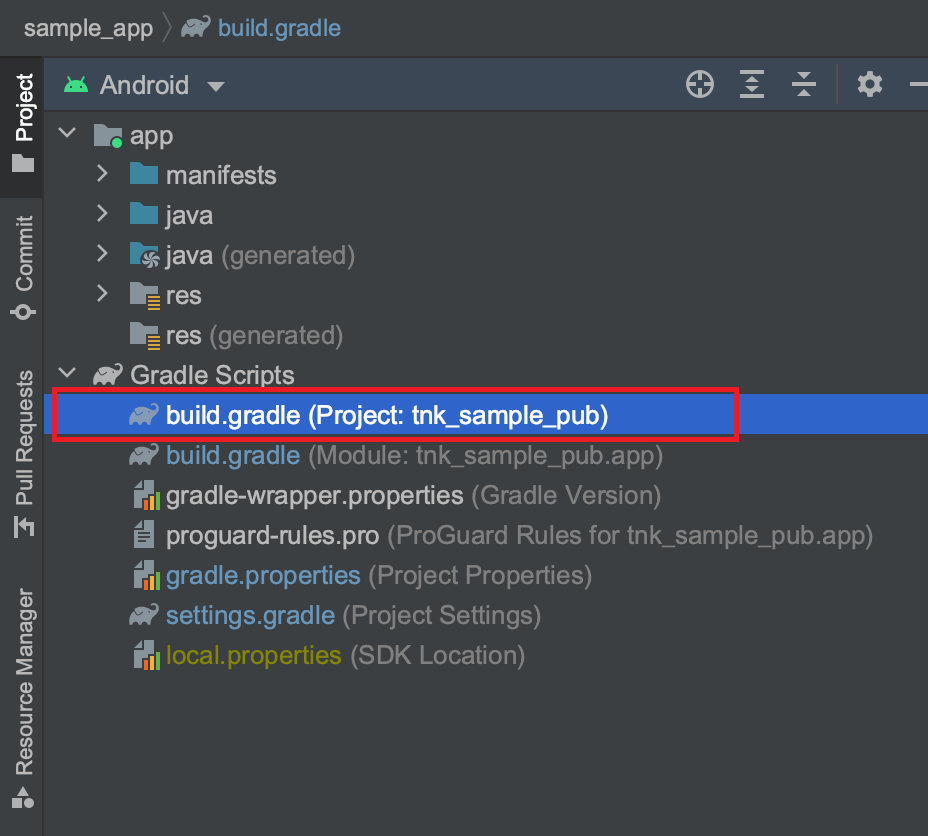 sample_app
build.gradle
Android
Project
Commit
Pull Requests
Resource Manager
app
manifests
java
java (generated)
res
res (generated)
Gradle Scripts
build.gradle (Project: tnk_sample_pub)
build.gradle (Module: tnk_sample_pub.app)
gradle-wrapper.properties (Gradle Version)
proguard-rules.pro (ProGuard Rules for tnk_sample_pub.app)
gradle.properties (Project Properties)
settings.gradle (Project Settings)
local.properties (SDK Location)